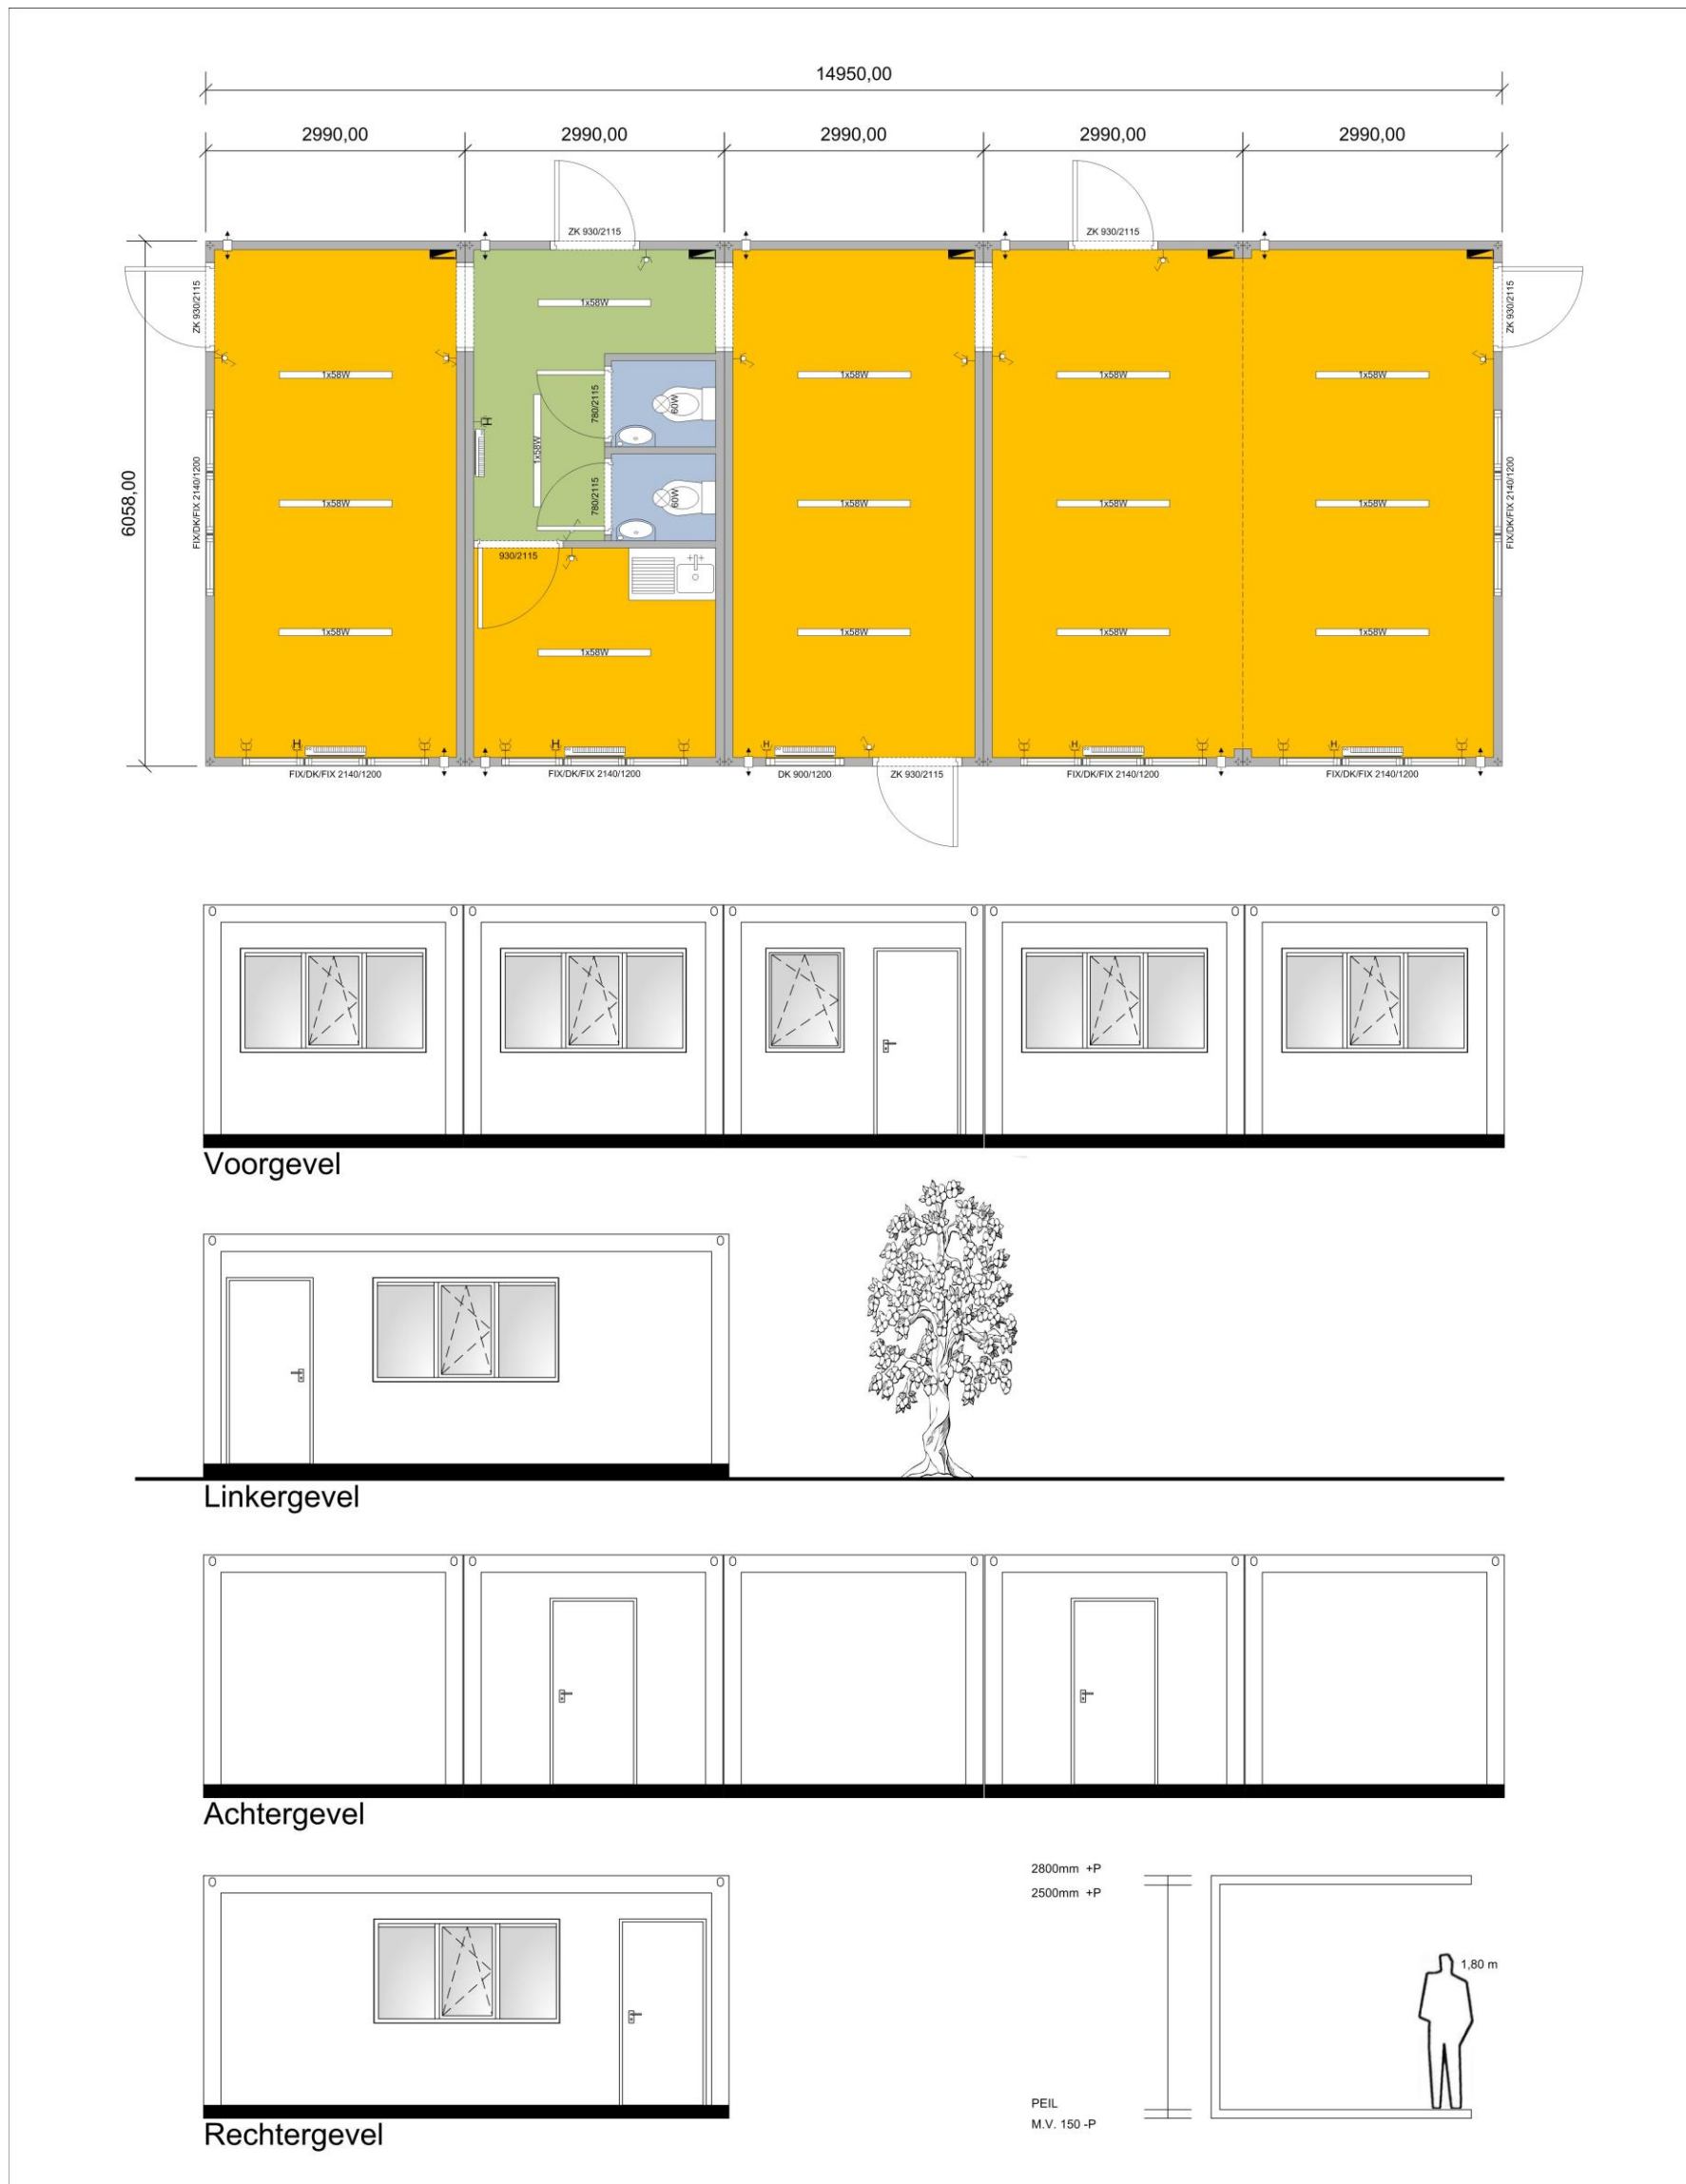 14950,00
2990,00 2990,00 2990,00 2990,00 2990,00
ZK 930/2115 ZK 930/2115
6058,00
ZK 930/2115
ZK 930/2115
1x58W
1x58W 1x58W 1x58W 1x58W
780/2115
60W
H
1x58W
FIX/DK/FIX 2140/1200
FIX/DK/FIX 2140/1200
780/2115
60W
1x58W 1x58W 1x58W 1x58W
930/2115
1x58W 1x58W 1x58W 1x58W
1x58W
H H H H H
FIX/DK/FIX 2140/1200 FIX/DK/FIX 2140/1200 DK 900/1200 ZK 930/2115 FIX/DK/FIX 2140/1200 FIX/DK/FIX 2140/1200
Voorgevel
Linkergevel
Achtergevel
2800mm +P
2500mm +P
1,80 m
PEIL
M.V. 150 -P
Rechtergevel